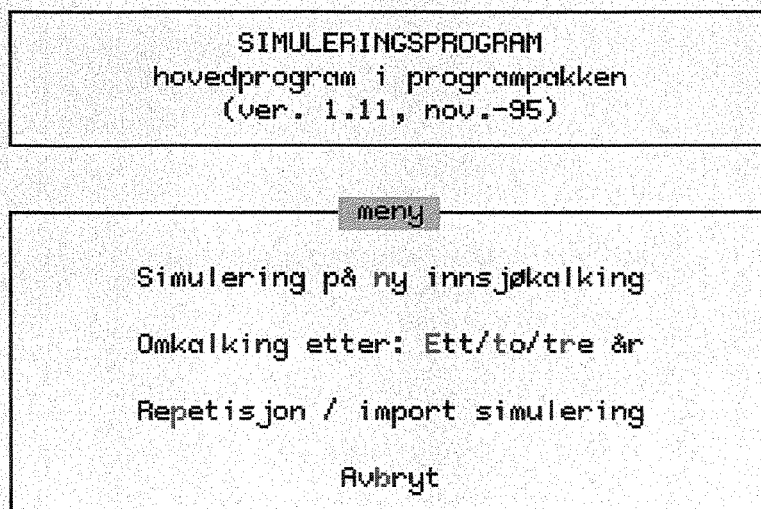 SIMULERINGSPROGRAM
hovedprogram i programpakken
(ver. 1.11, nov.-95)
meny
Simulering på ny innsjøkalking
Omkalking etter: Ett/to/tre år
Repetisjon / import simulering
Avbryt